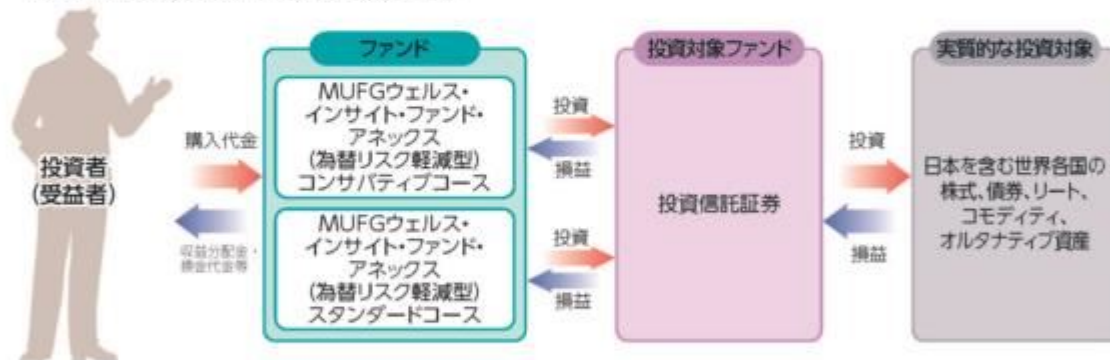 投資者
(受益者)
購入代金
収益分配金・
換金代金等
ファンド
MUFGウェルス・
インサイト・ファンド・
アネックス
(為替リスク軽減型)
コンサバティブコース
MUFGウェルス・
インサイト・ファンド・
アネックス
(為替リスク軽減型)
スタンダードコース
投資
損益
投資
損益
投資対象ファンド
投資信託証券
投資
損益
実質的な投資対象
日本を含む世界各国の
株式、債券、リート、
コモディティ、
オルタナティブ資産